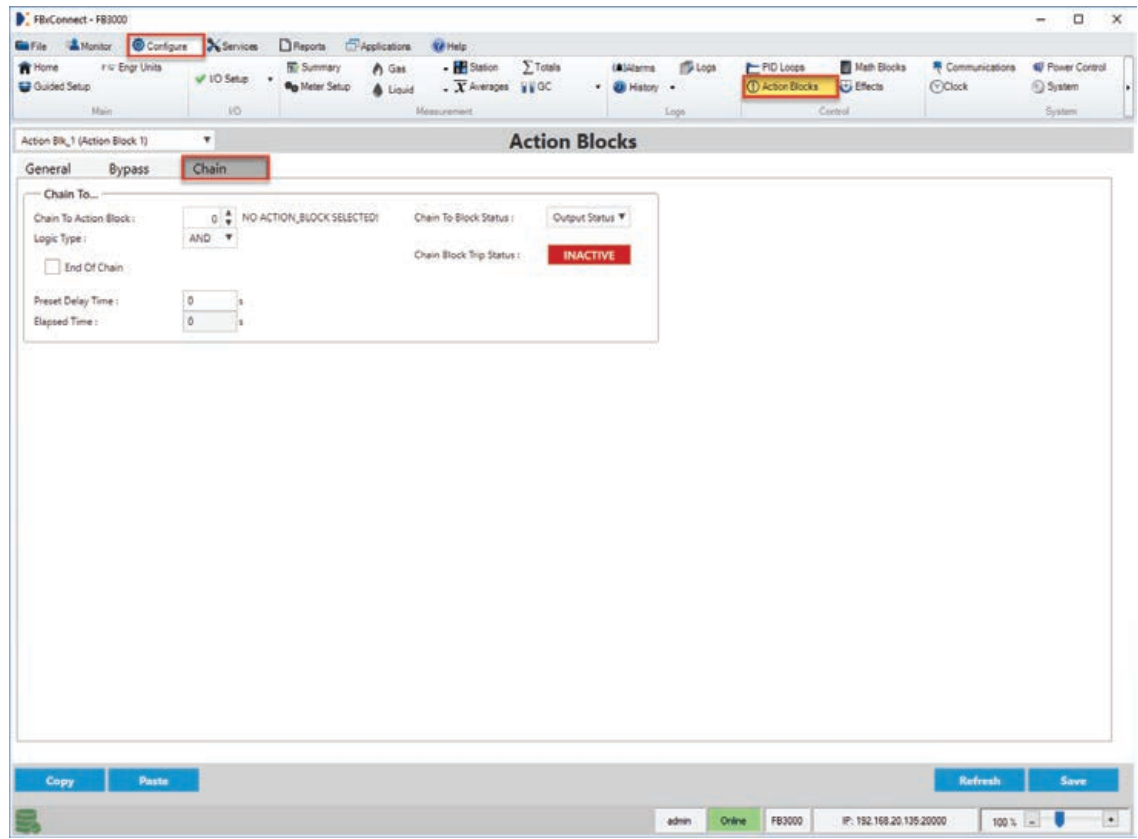 FBxConnect - FB3000
File Monitor Configure Services Reports Applications Help
Home Engr Units I/O Setup Summary Gas Station Totals Alarms Logs PID Loops Math Blocks Communications Power Control
Guided Setup Meter Setup Liquid Averages GC History Action Blocks Effects Clock System
Main I/O Measurement Logs Control System
Action Blk_1 (Action Block 1) Action Blocks
General Bypass Chain
Chain To...
Chain To Action Block : 0 NO ACTION_BLOCK SELECTED! Chain To Block Status : Output Status
Logic Type : AND
Chain Block Trip Status : INACTIVE
End Of Chain
Preset Delay Time : 0 s
Elapsed Time : 0 s
Copy Paste Refresh Save
admin Online FB3000 IP: 192.168.20.135:20000 100 % - +